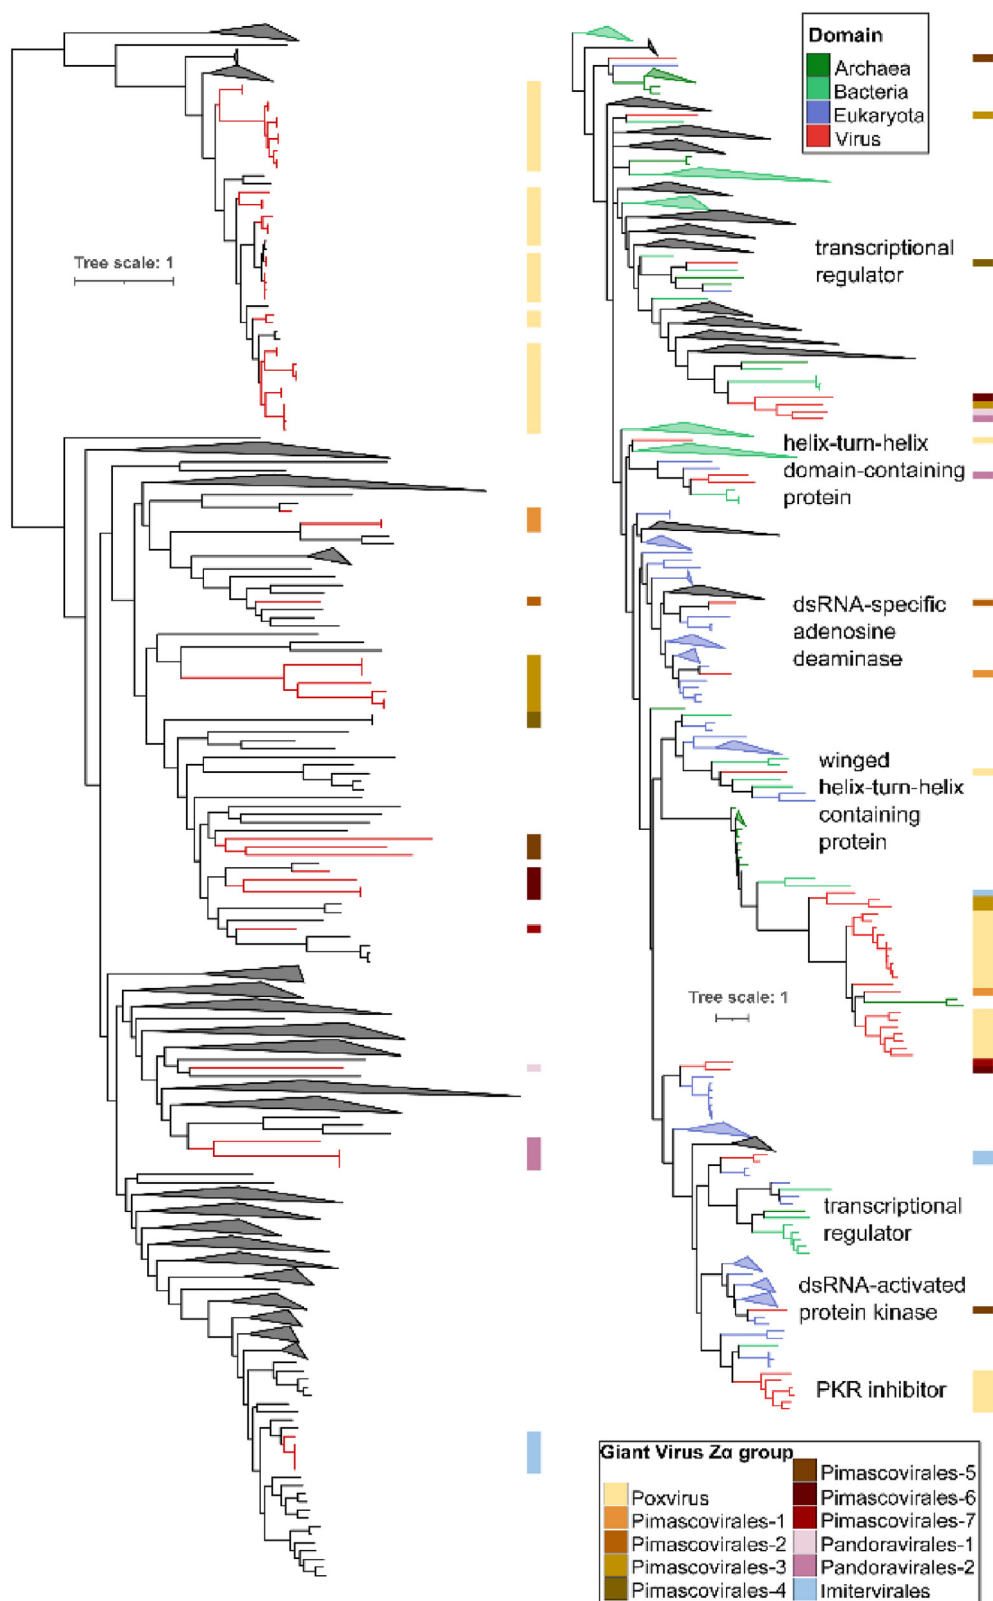 Domain
Archaea
Bacteria
Eukaryota
Virus
Tree scale: 1
transcriptional
regulator
helix-turn-helix
domain-containing
protein
dsRNA-specific
adenosine
deaminase
winged
helix-turn-helix
containing
protein
Tree scale: 1
transcriptional
regulator
dsRNA-activated
protein kinase
PKR inhibitor
Giant Virus Zα group
Poxvirus
Pimascovirales-1
Pimascovirales-2
Pimascovirales-3
Pimascovirales-4
Pimascovirales-5
Pimascovirales-6
Pimascovirales-7
Pandoravirales-1
Pandoravirales-2
Imitervirales